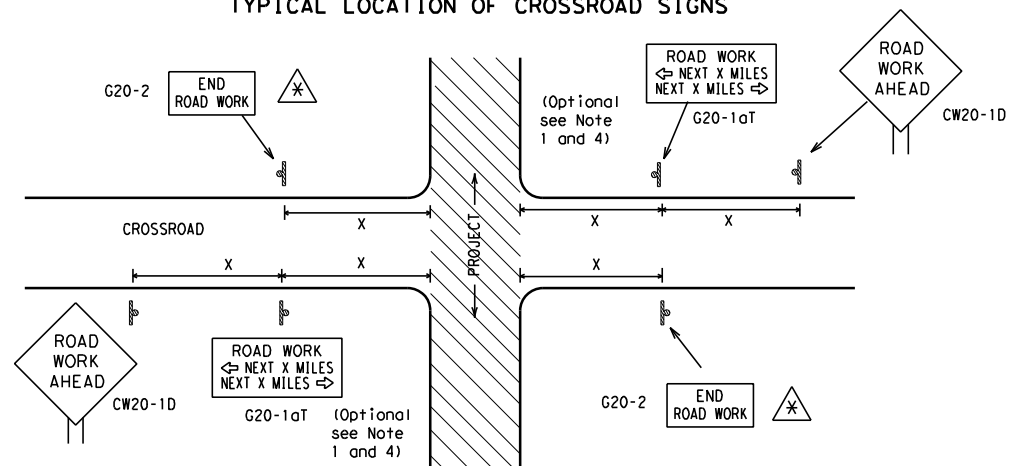 TYPICAL LOCATION OF CROSSROAD SIGNS
G20-2
END
ROAD WORK
*
(Optional
see Note
1 and 4)
ROAD WORK
⇦ NEXT X MILES
NEXT X MILES ⇨
G20-1aT
ROAD
WORK
AHEAD
CW20-1D
X
X
X
CROSSROAD
PROJECT
X
X
X
ROAD
WORK
AHEAD
CW20-1D
ROAD WORK
⇦ NEXT X MILES
NEXT X MILES ⇨
G20-1aT
(Optional
see Note
1 and 4)
G20-2
END
ROAD WORK
*